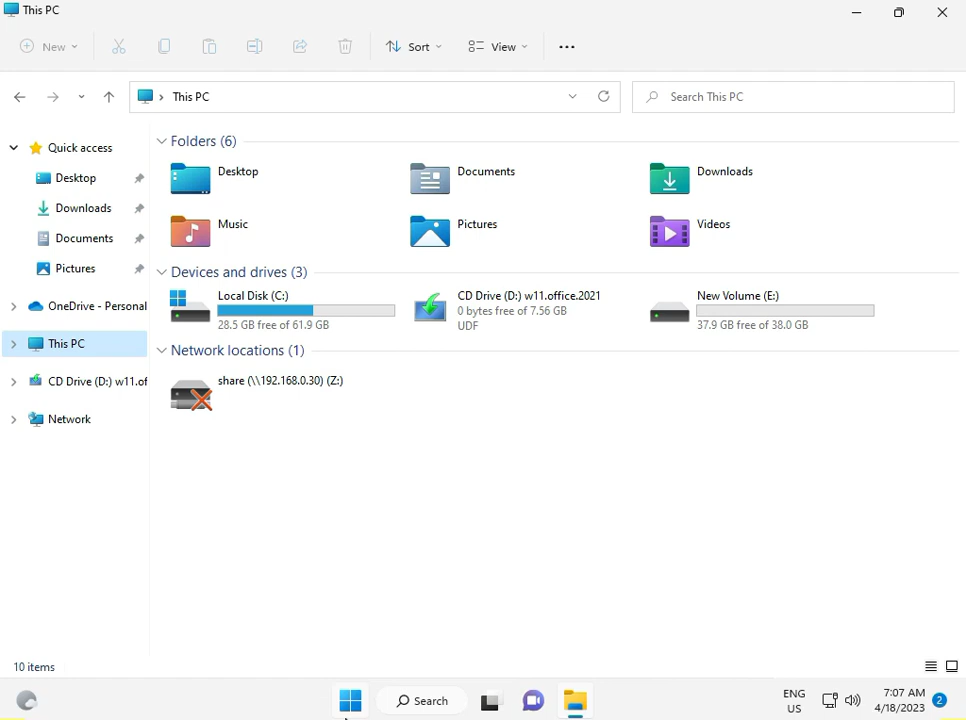 This PC
New
Sort
View
This PC
Search This PC
Quick access
Desktop
Downloads
Documents
Pictures
OneDrive - Personal
This PC
CD Drive (D:) w11.of
Network
Folders (6)
Desktop
Documents
Downloads
Music
Pictures
Videos
Devices and drives (3)
Local Disk (C:)
28.5 GB free of 61.9 GB
CD Drive (D:) w11.office.2021
0 bytes free of 7.56 GB
UDF
New Volume (E:)
37.9 GB free of 38.0 GB
Network locations (1)
share (\\192.168.0.30) (Z:)
10 items
Search
ENG
US
7:07 AM
4/18/2023
2